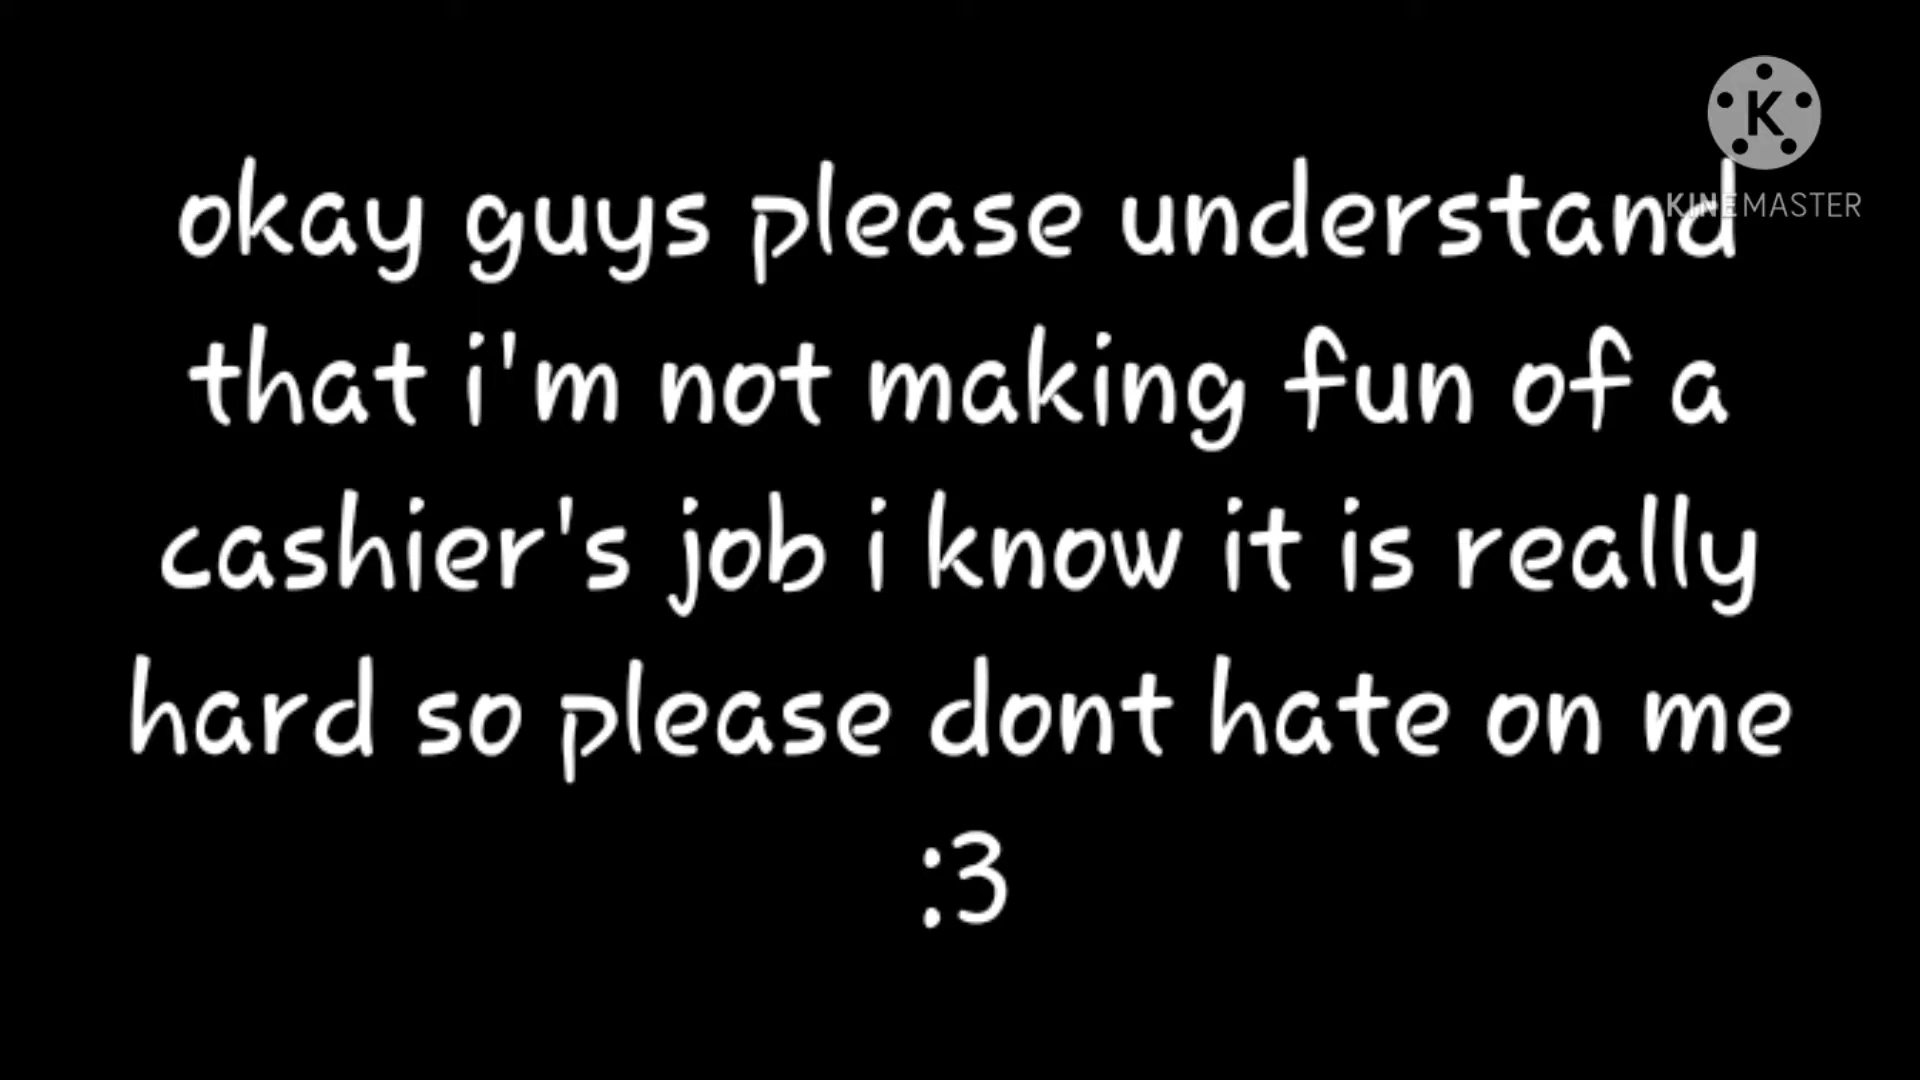 K
KINEMASTER
okay guys please understand
that i'm not making fun of a
cashier's job i know it is really
hard so please dont hate on me
:3